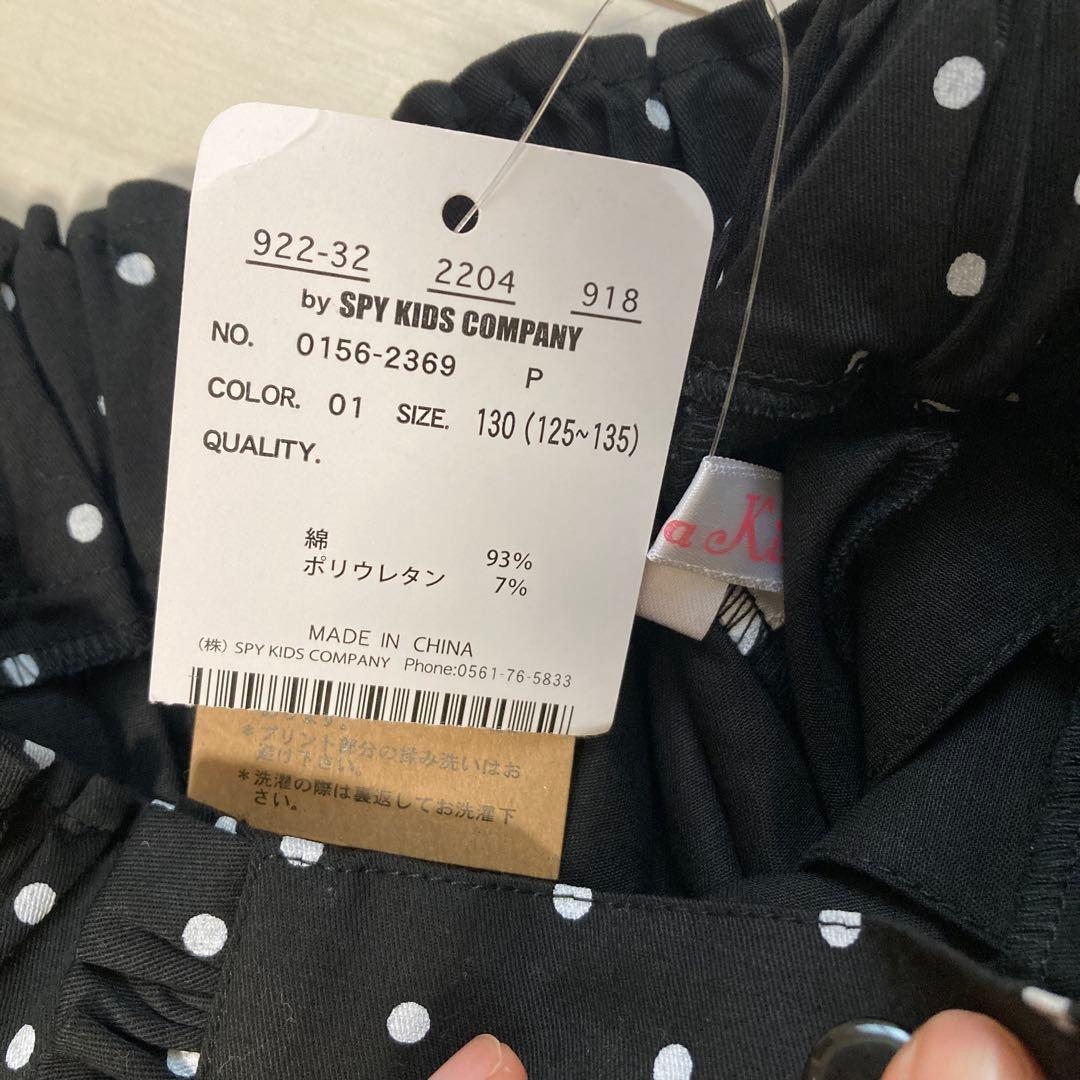 922-32 2204 918
by SPY KIDS COMPANY
NO. 0156-2369 P
COLOR. 01 SIZE. 130 (125~135)
QUALITY.
綿 93%
ポリウレタン 7%
MADE IN CHINA
(株) SPY KIDS COMPANY Phone:0561-76-5833
a Ki
*プリント部分の揉み洗いはお
避け下さい。
*洗濯の際は裏返してお洗濯下
さい。